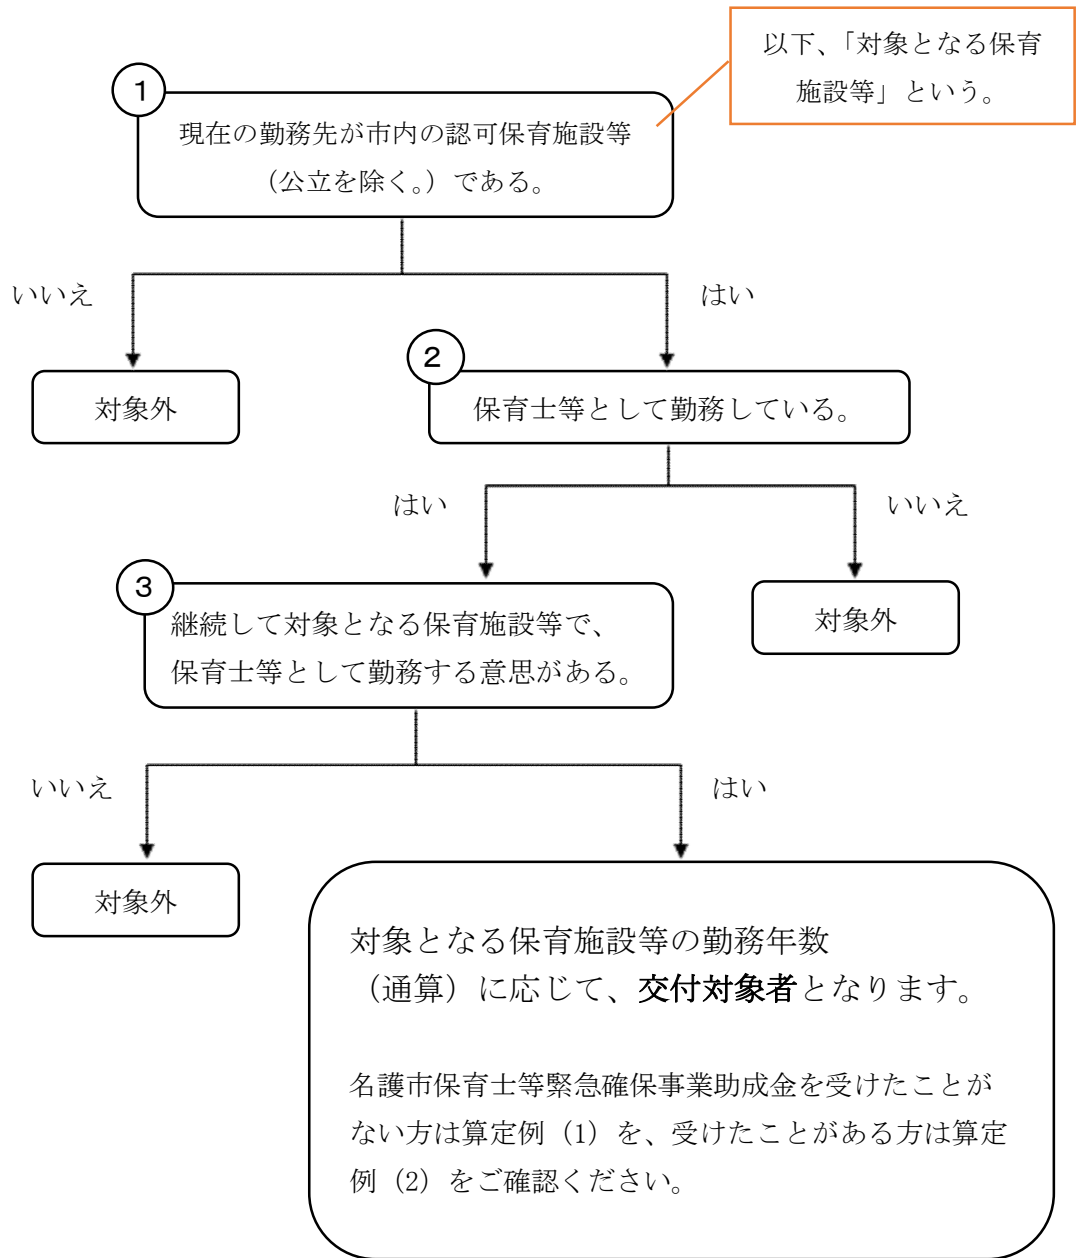 以下、「対象となる保育
施設等」という。
1
現在の勤務先が市内の認可保育施設等
（公立を除く。）である。
いいえ
はい
対象外
2
保育士等として勤務している。
はい
いいえ
3
継続して対象となる保育施設等で、
保育士等として勤務する意思がある。
対象外
いいえ
はい
対象外
対象となる保育施設等の勤務年数
（通算）に応じて、交付対象者となります。
名護市保育士等緊急確保事業助成金を受けたことが
ない方は算定例（1）を、受けたことがある方は算定
例（2）をご確認ください。